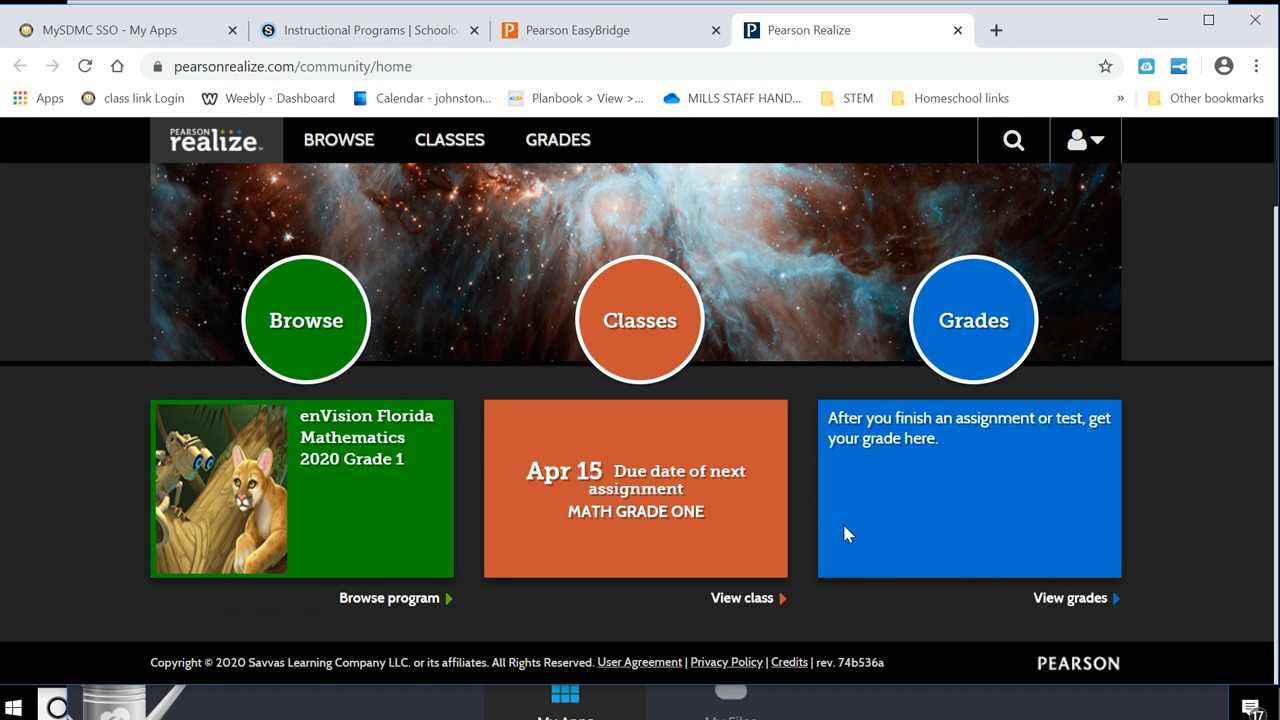 MySDMC SSO - My Apps
Instructional Programs | Schoolo
Pearson EasyBridge
Pearson Realize
pearsonrealize.com/community/home
Apps
class link Login
Weebly - Dashboard
Calendar - johnston...
Planbook > View >...
MILLS STAFF HAND...
STEM
Homeschool links
»
Other bookmarks
PEARSON
realize™
BROWSE
CLASSES
GRADES
Browse
Classes
Grades
enVision Florida
Mathematics
2020 Grade 1
Apr 15 Due date of next
assignment
MATH GRADE ONE
After you finish an assignment or test, get
your grade here.
Browse program
View class
View grades
Copyright © 2020 Savvas Learning Company LLC. or its affiliates. All Rights Reserved. User Agreement | Privacy Policy | Credits | rev. 74b536a
PEARSON
17